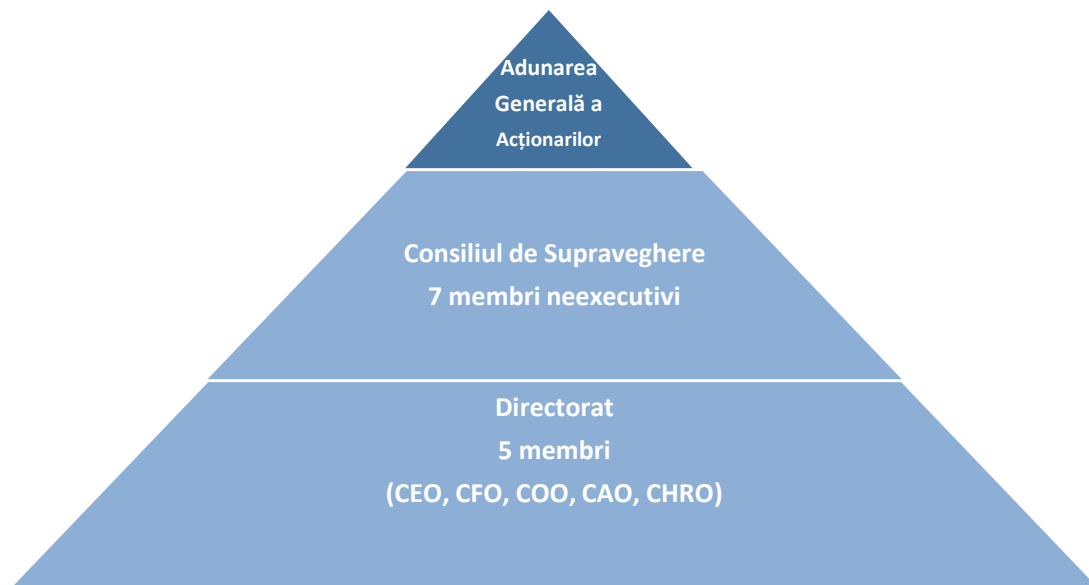 Adunarea
Generală a
Acționarilor
Consiliul de Supraveghere
7 membri neexecutivi
Directorat
5 membri
(CEO, CFO, COO, CAO, CHRO)